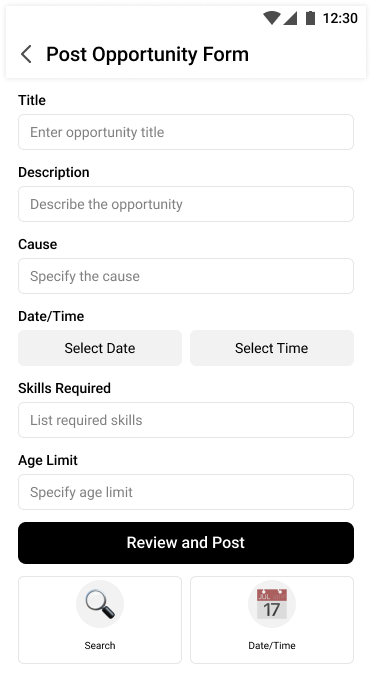 12:30
Post Opportunity Form
Title
Enter opportunity title
Description
Describe the opportunity
Cause
Specify the cause
Date/Time
Select Date Select Time
Skills Required
List required skills
Age Limit
Specify age limit
Review and Post
JUL
17
Search Date/Time